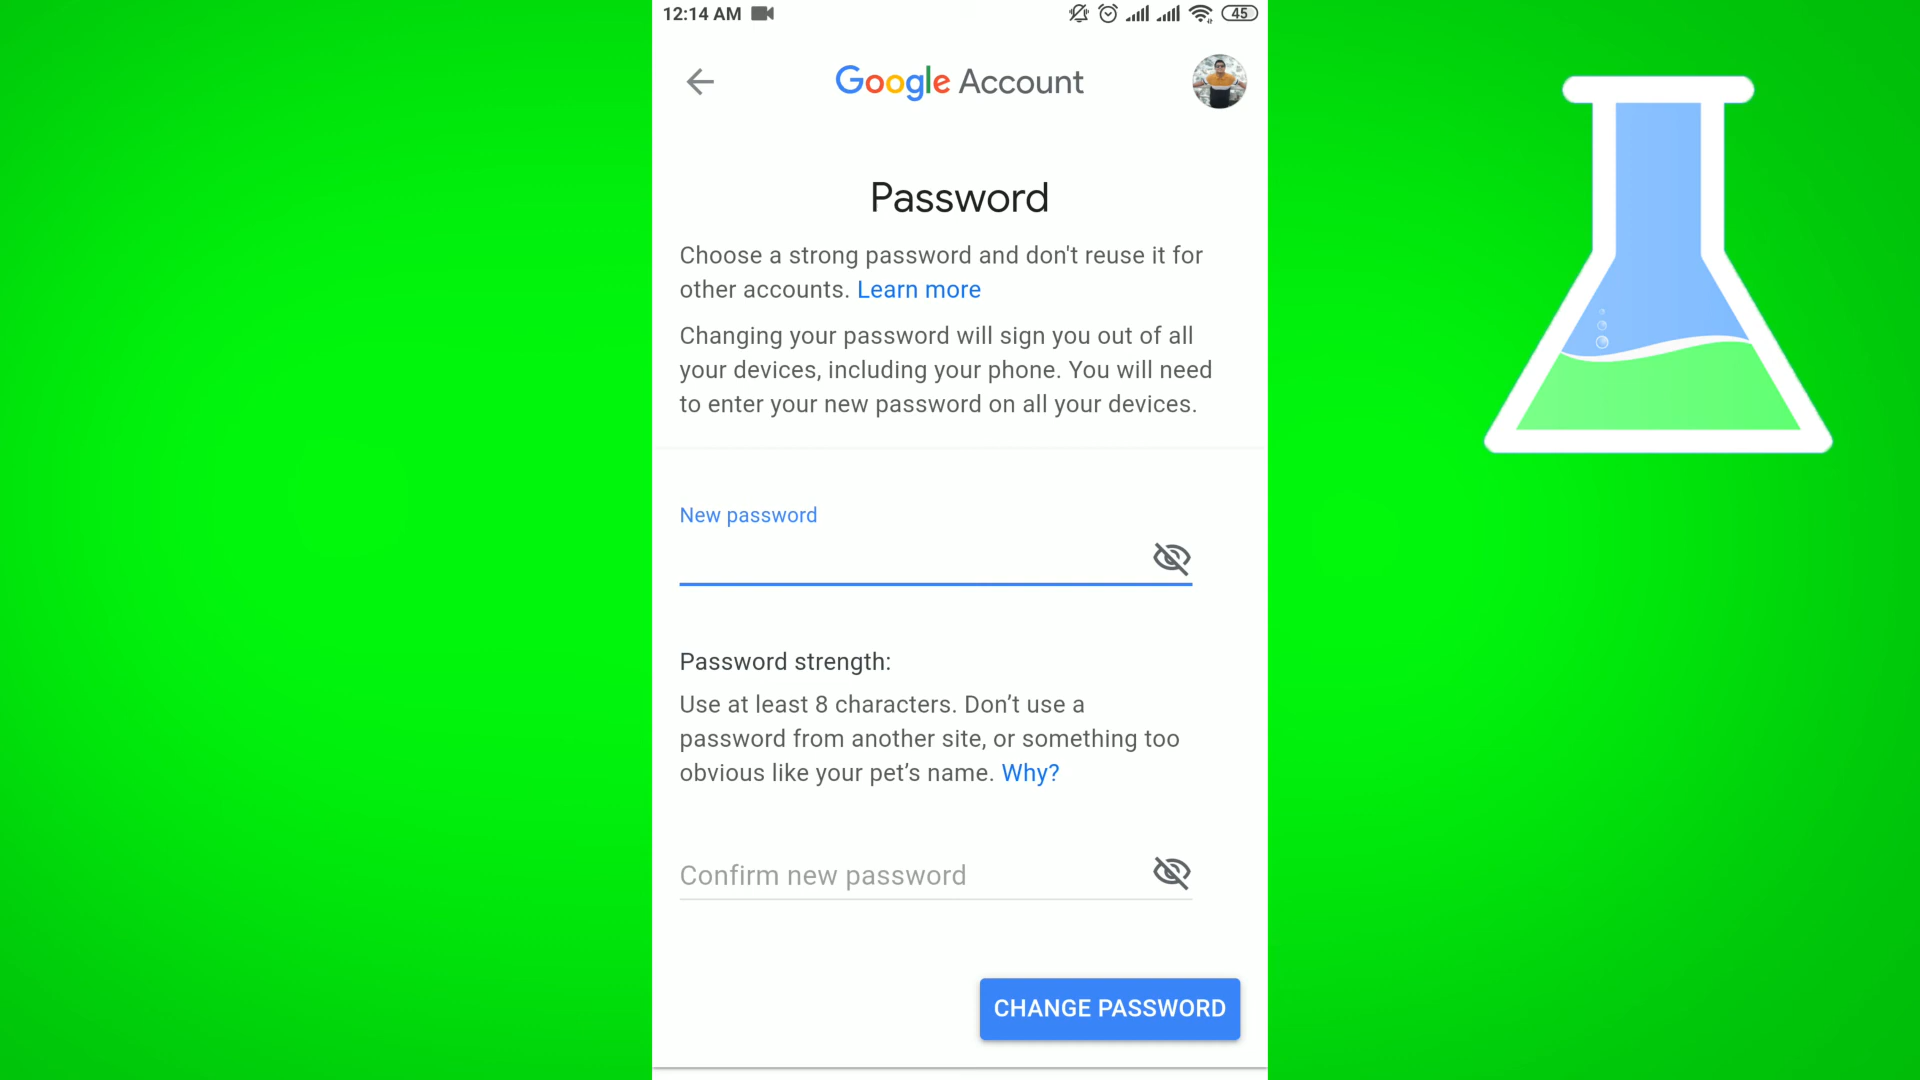 12:14 AM
45
Google Account
Password
Choose a strong password and don't reuse it for
other accounts. Learn more
Changing your password will sign you out of all
your devices, including your phone. You will need
to enter your new password on all your devices.
New password
Password strength:
Use at least 8 characters. Don’t use a
password from another site, or something too
obvious like your pet’s name. Why?
Confirm new password
CHANGE PASSWORD